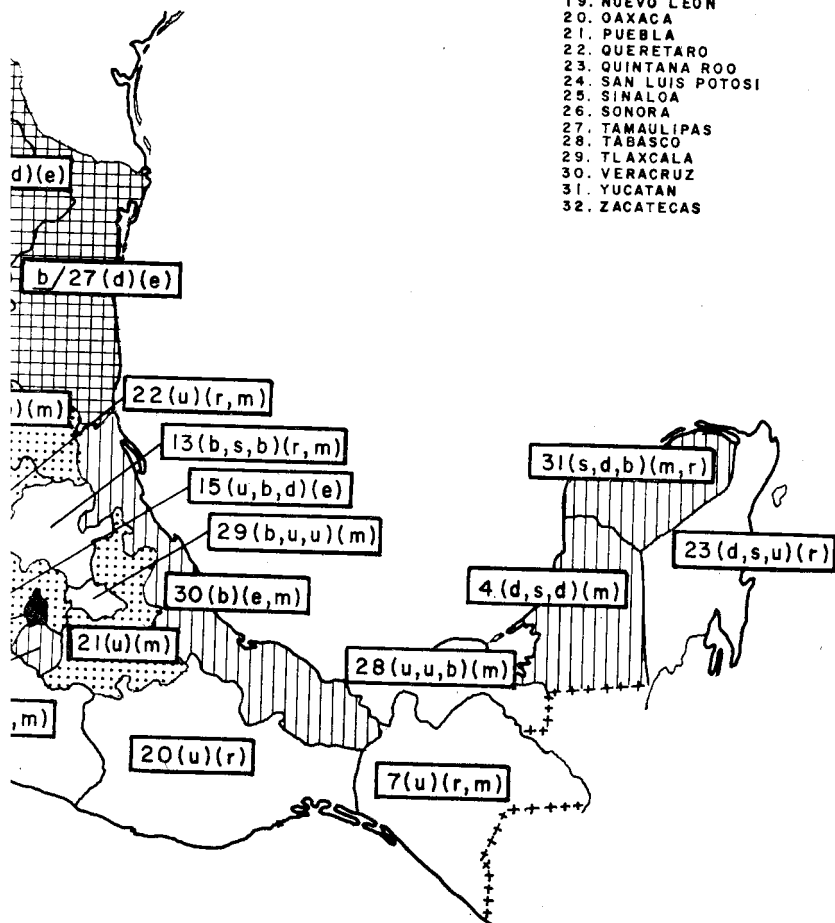 19. NUEVO LEON
20. OAXACA
21. PUEBLA
22. QUERETARO
23. QUINTANA ROO
24. SAN LUIS POTOSI
25. SINALOA
26. SONORA
27. TAMAULIPAS
28. TABASCO
29. TLAXCALA
30. VERACRUZ
31. YUCATAN
32. ZACATECAS
d)(e)
b/27(d)(e)
)(m)
22(u)(r,m)
13(b,s,b)(r,m)
15(u,b,d)(e)
29(b,u,u)(m)
30(b)(e,m)
21(u)(m)
,m)
20(u)(r)
7(u)(r,m)
28(u,u,b)(m)
4(d,s,d)(m)
31(s,d,b)(m,r)
23(d,s,u)(r)